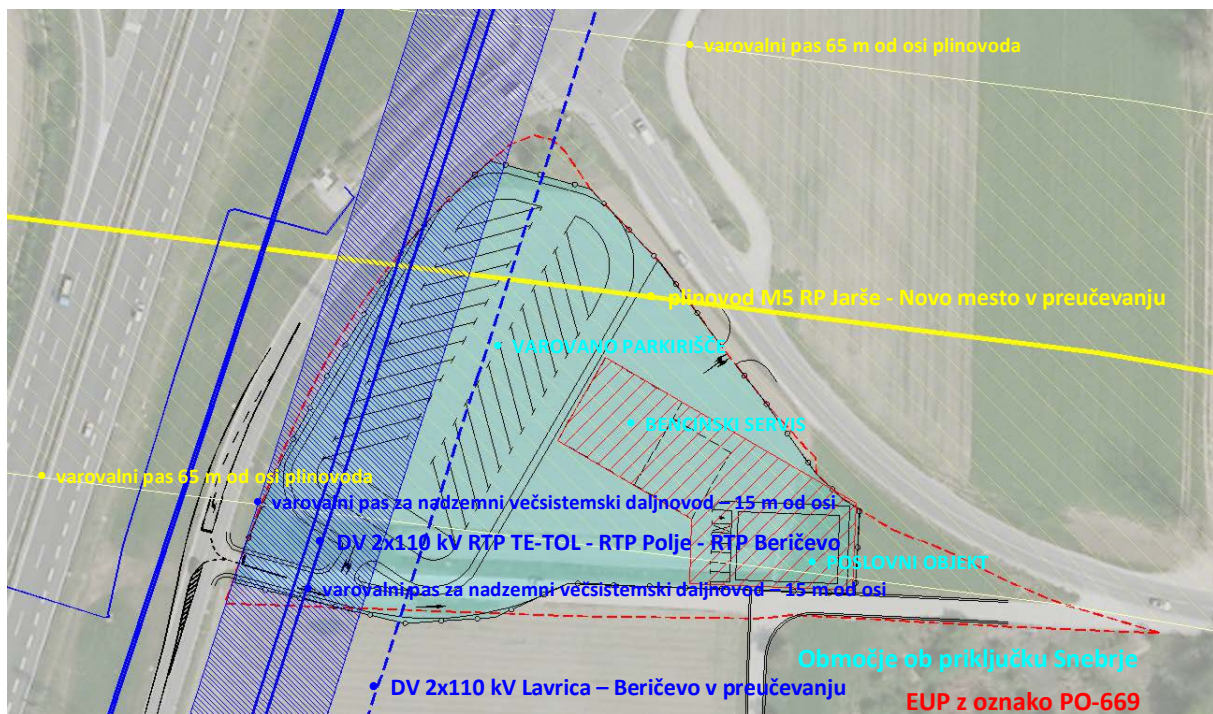 varovalni pas 65 m od osi plinovoda
plinovod M5 RP Jarše - Novo mesto v preučevanju
VAROVANO PARKIRIŠČE
BENCINSKI SERVIS
varovalni pas 65 m od osi plinovoda
varovalni pas za nadzemni večsistemski daljnovod – 15 m od osi
DV 2x110 kV RTP TE-TOL - RTP Polje - RTP Beričevo
POSLOVNI OBJEKT
varovalni pas za nadzemni večsistemski daljnovod – 15 m od osi
Območje ob priključku Snebrje
DV 2x110 kV Lavrica – Beričevo v preučevanju
EUP z oznako PO-669